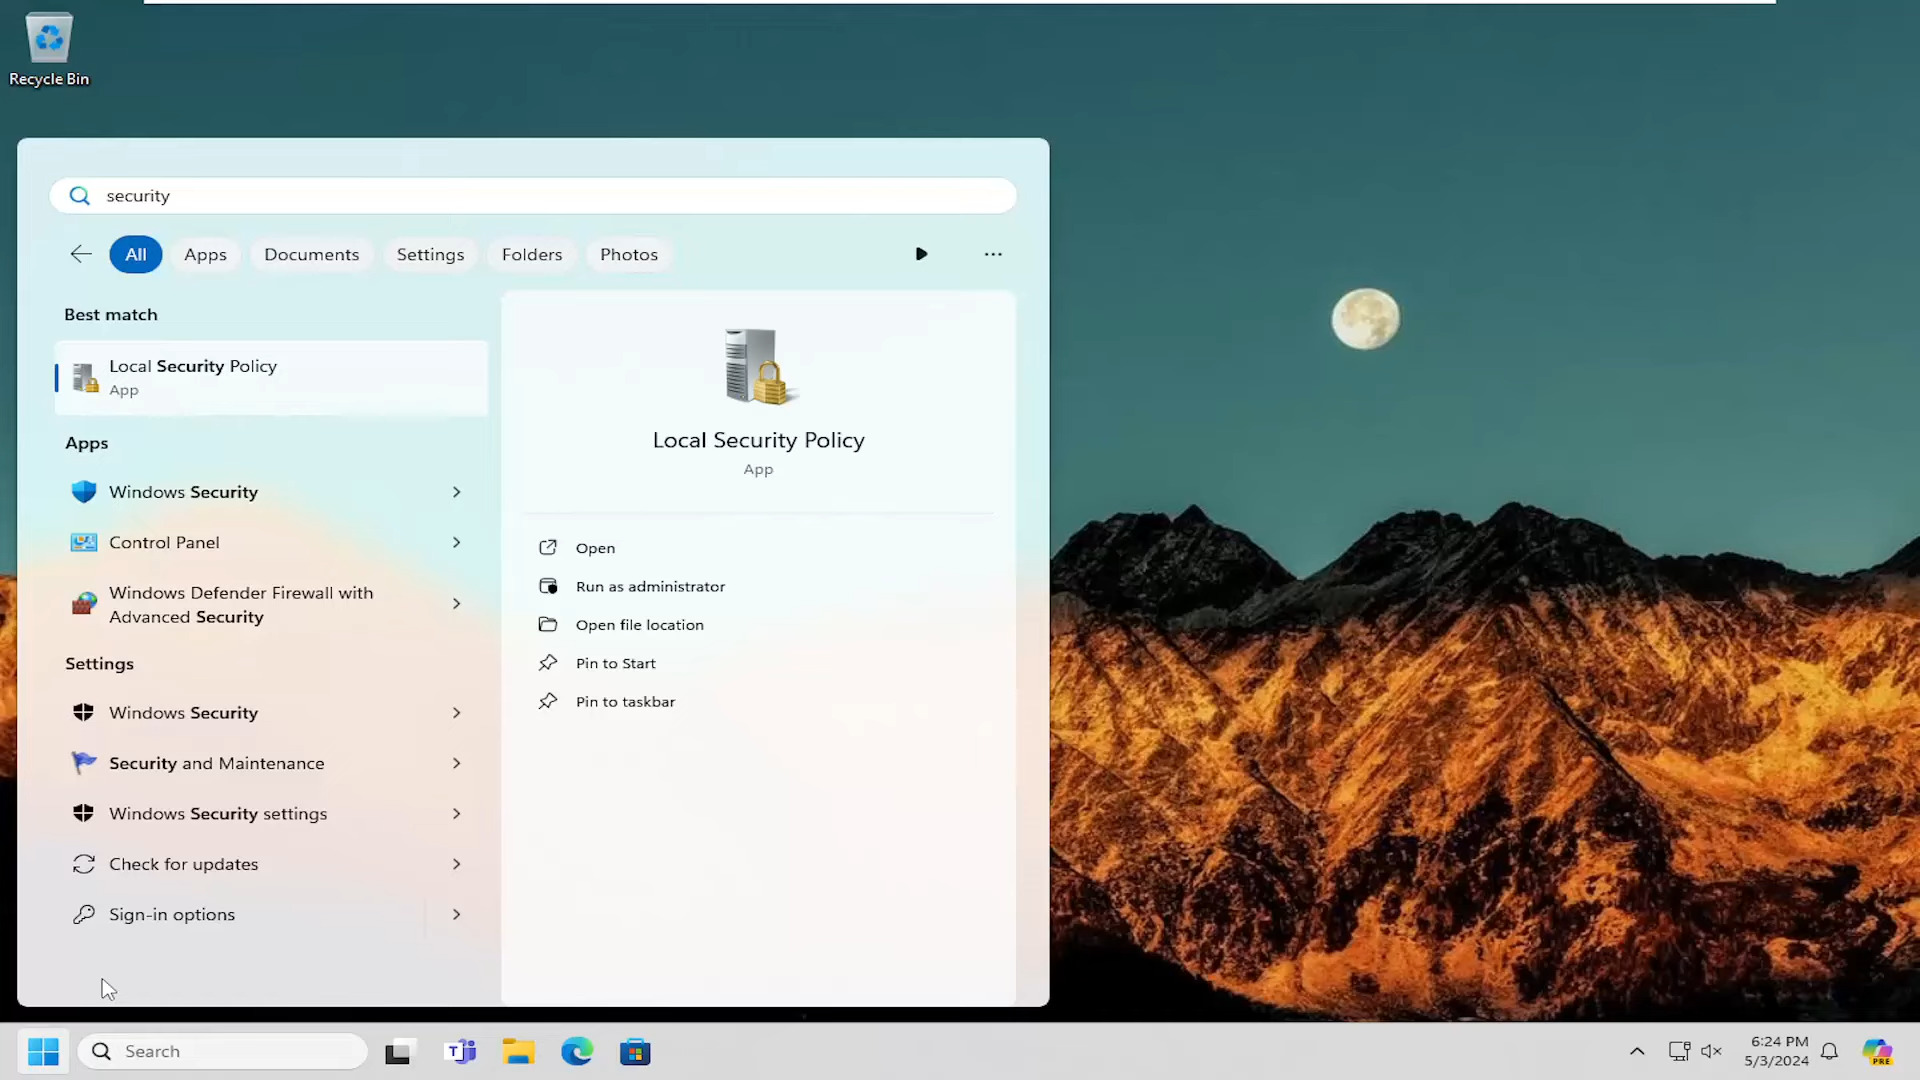 Recycle Bin
security
All
Apps
Documents
Settings
Folders
Photos
Best match
Local Security Policy
App
Apps
Windows Security
Control Panel
Windows Defender Firewall with
Advanced Security
Settings
Windows Security
Security and Maintenance
Windows Security settings
Check for updates
Sign-in options
Local Security Policy
App
Open
Run as administrator
Open file location
Pin to Start
Pin to taskbar
Search
T
6:24 PM
5/3/2024
PRE